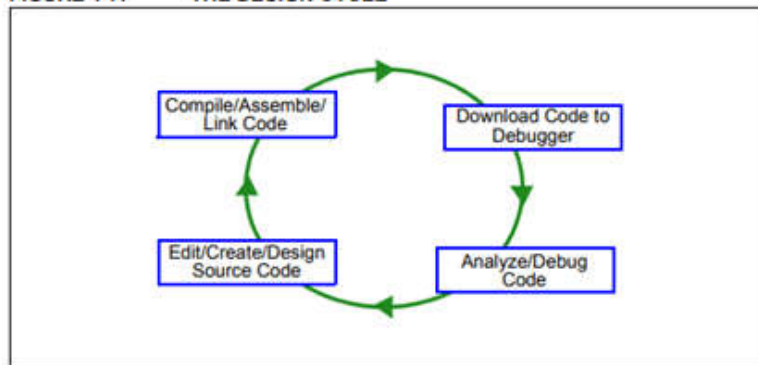 Compile/Assemble/
Link Code
Download Code to
Debugger
Edit/Create/Design
Source Code
Analyze/Debug
Code